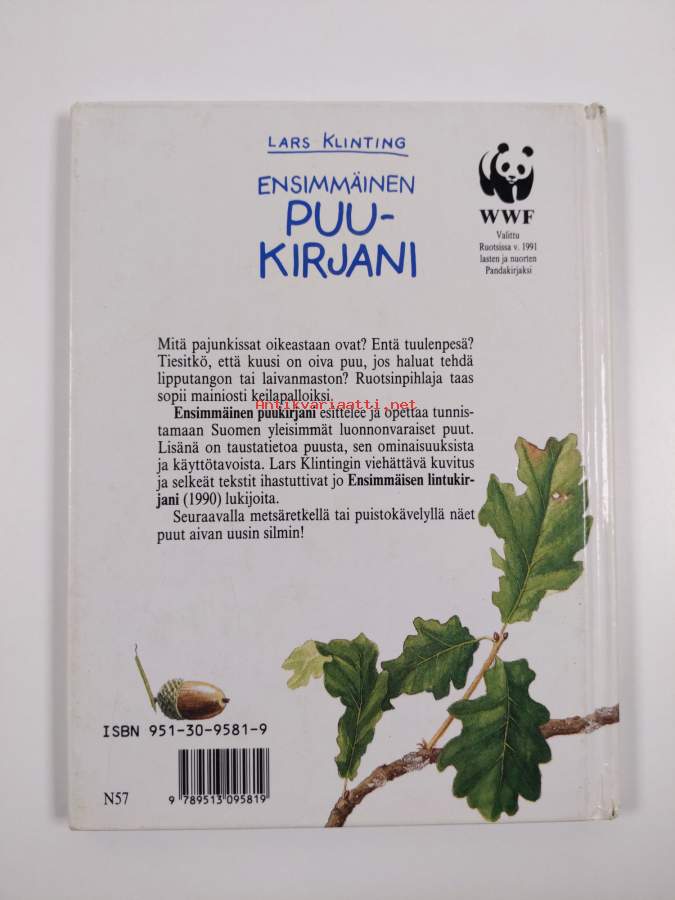 LARS KLINTING
ENSIMMÄINEN
PUU-
KIRJANI
WWF
Valittu
Ruotsissa v. 1991
lasten ja nuorten
Pandakirjaksi
Mitä pajunkissat oikeastaan ovat? Entä tuulenpesä?
Tiesitkö, että kuusi on oiva puu, jos haluat tehdä
lipputangon tai laivanmaston? Ruotsinpihlaja taas
sopii mainiosti keilapalloiksi.
Antikvariaatti.net
Ensimmäinen puukirjani esittelee ja opettaa tunnis-
tamaan Suomen yleisimmät luonnonvaraiset puut.
Lisänä on taustatietoa puusta, sen ominaisuuksista
ja käyttötavoista. Lars Klintingin viehättävä kuvitus
ja selkeät tekstit ihastuttivat jo Ensimmäisen lintukir-
jani (1990) lukijoita.
Seuraavalla metsäretkellä tai puistokävelyllä näet
puut aivan uusin silmin!
ISBN 951-30-9581-9
N57
9 789513 095819